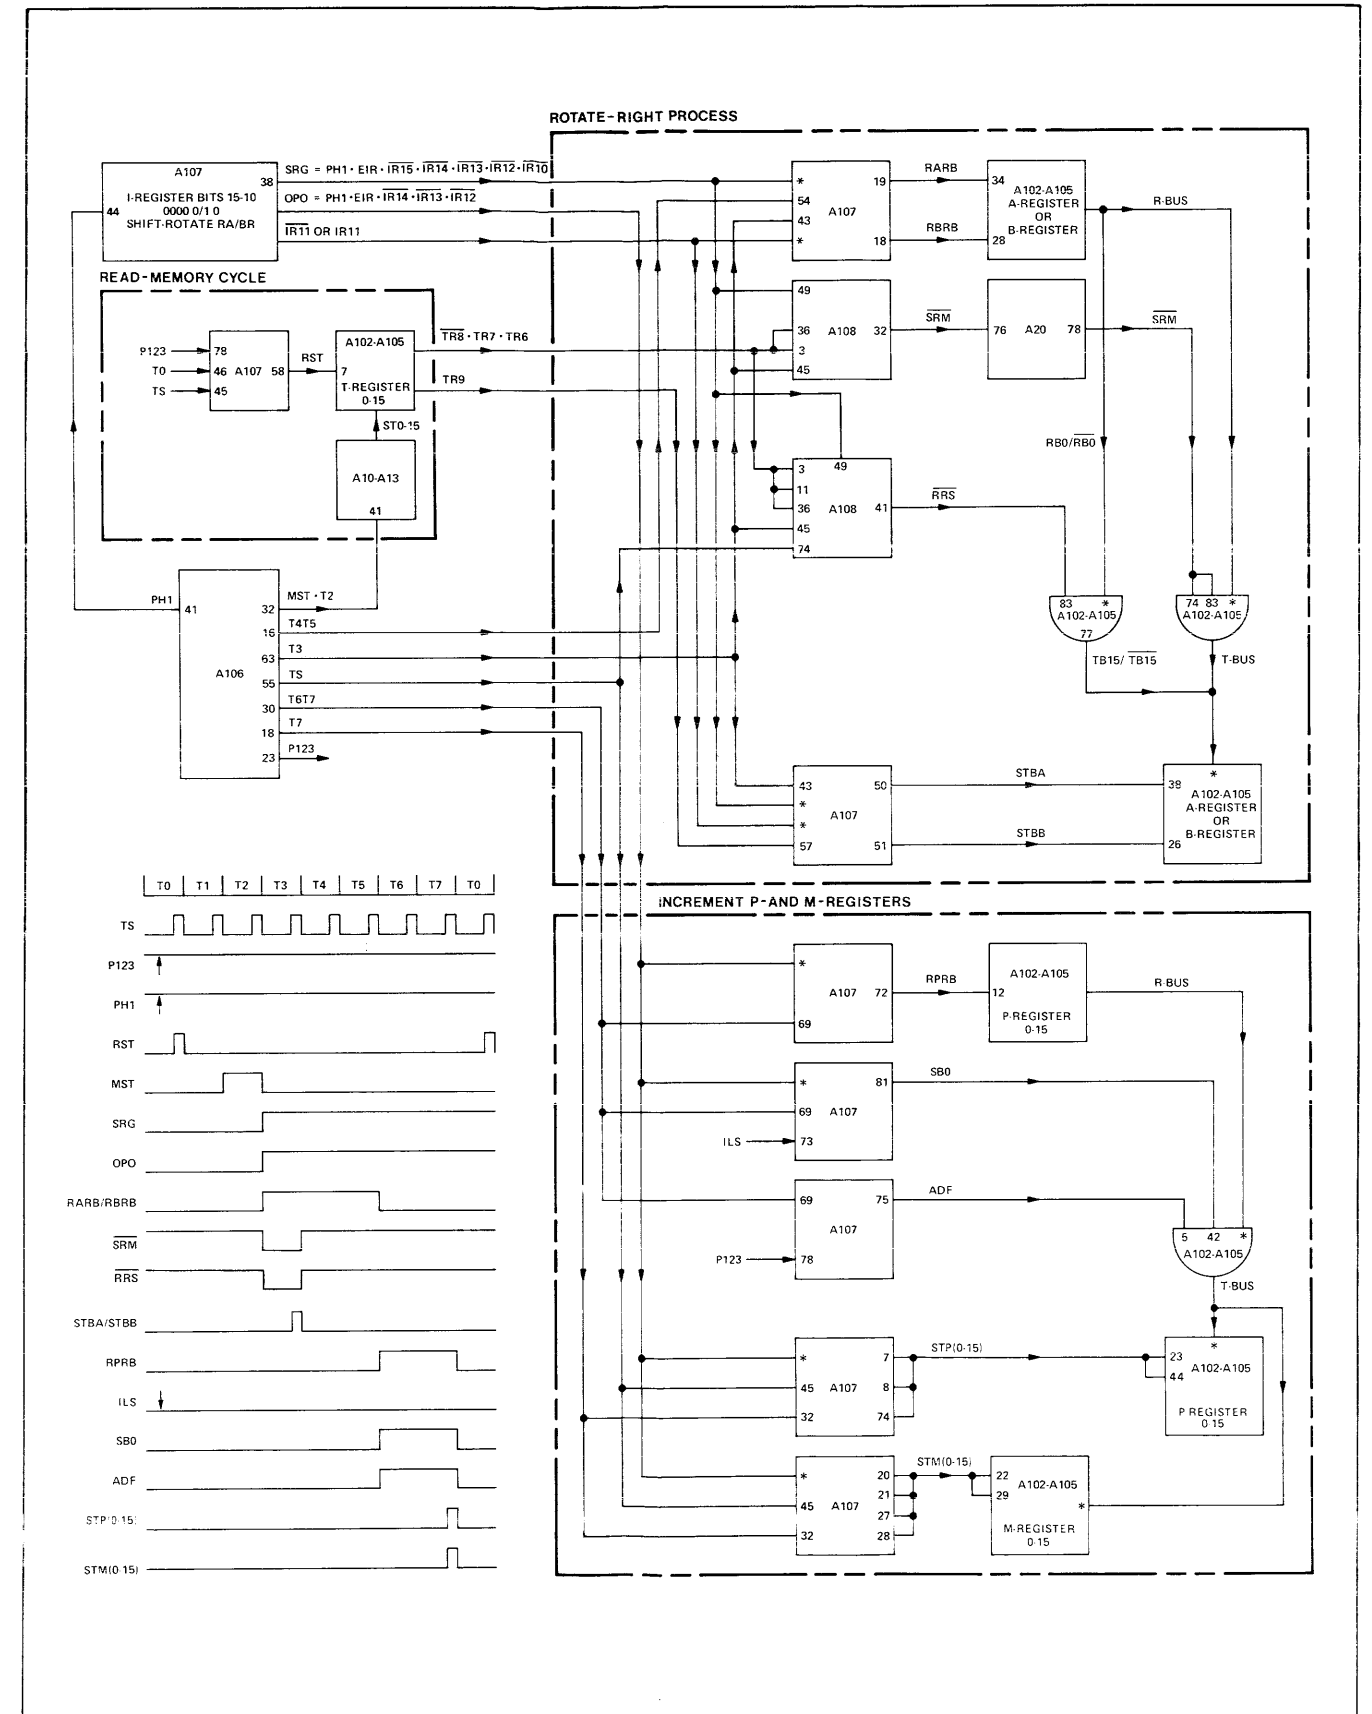 ROTATE-RIGHT PROCESS
A107
38
I-REGISTER BITS 15-10
44
0000 0/1 0
SHIFT-ROTATE RA/BR
SRG = PH1 · EIR · IR15 · IR14 · IR13 · IR12 · IR10
OPO = PH1 · EIR · IR14 · IR13 · IR12
IR11 OR IR11
*
54
43
*
A107
19
18
RARB
RBRB
34
28
A102-A105
A-REGISTER
OR
B-REGISTER
R-BUS
READ-MEMORY CYCLE
P123
T0
TS
78
46
45
A107
58
RST
A102-A105
7
T-REGISTER
0-15
ST0-15
A10-A13
41
TR8 · TR7 · TR6
TR9
49
36
3
45
A108
32
SRM
76
A20
78
SRM
RB0/RB0
49
3
11
36
45
74
A108
41
RRS
83
*
A102-A105
77
74 83 *
A102-A105
TB15/ TB15
T-BUS
PH1
41
A106
32
MST · T2
16
T4T5
63
T3
55
TS
30
T6T7
18
T7
23
P123
43
*
*
57
A107
50
51
STBA
STBB
*
38
A102-A105
A-REGISTER
OR
B-REGISTER
26
T0 T1 T2 T3 T4 T5 T6 T7 T0
TS
P123
PH1
RST
MST
SRG
OPO
RARB/RBRB
SRM
RRS
STBA/STBB
RPRB
ILS
SB0
ADF
STP(0-15)
STM(0-15)
INCREMENT P-AND M-REGISTERS
*
A107
72
69
RPRB
A102-A105
12
P-REGISTER
0-15
R-BUS
*
81
69
A107
ILS
73
SB0
69
75
A107
P123
78
ADF
5 42 *
A102-A105
T-BUS
*
7
45
A107
8
32
74
STP(0-15)
*
23
A102-A105
44
P REGISTER
0-15
*
20
21
45
A107
27
32
28
STM(0-15)
22
A102-A105
29
*
M-REGISTER
0-15